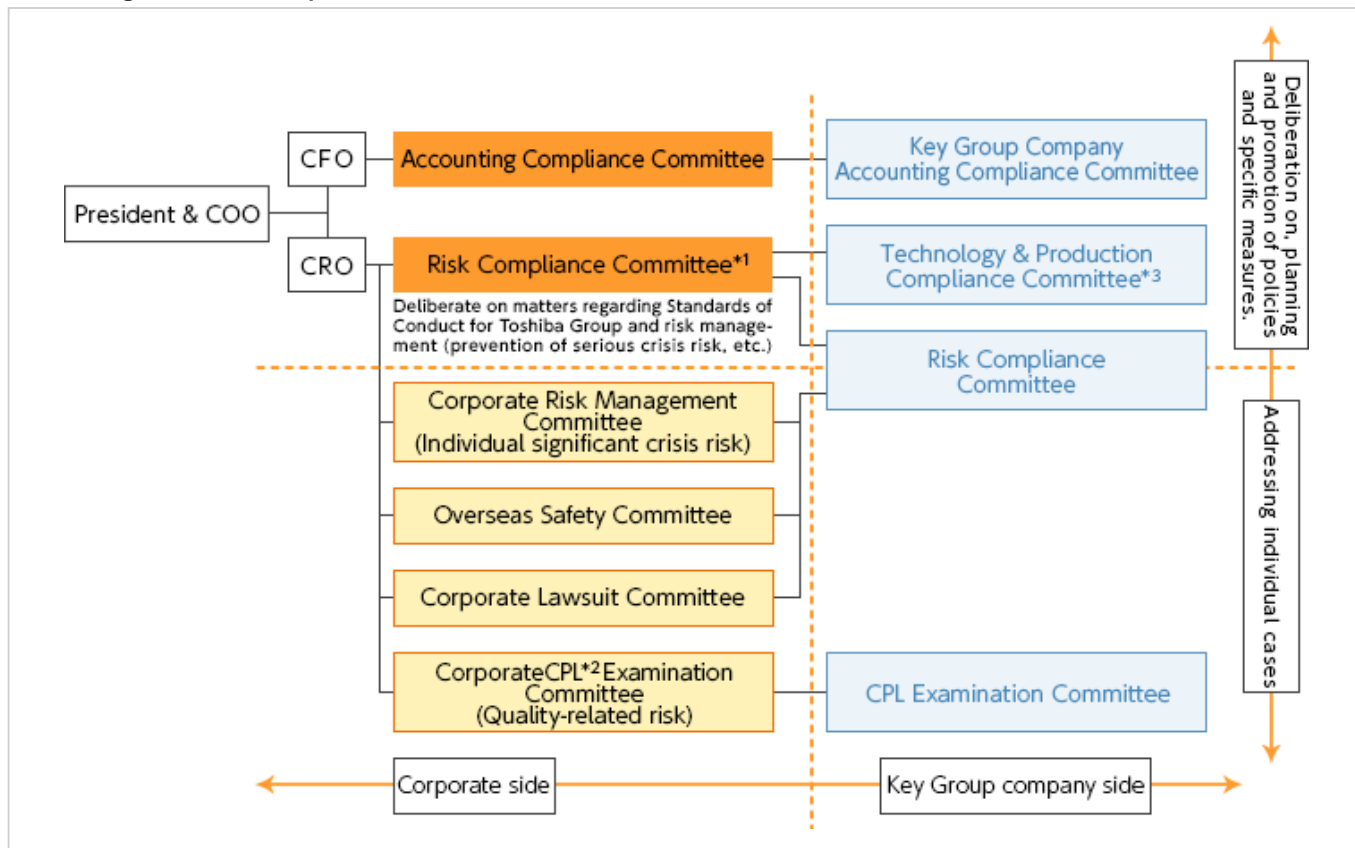 CFO
Accounting Compliance Committee
Key Group Company
Accounting Compliance Committee
President & COO
CRO
Risk Compliance Committee*1
Deliberate on matters regarding Standards of
Conduct for Toshiba Group and risk manage-
ment (prevention of serious crisis risk, etc.)
Technology & Production
Compliance Committee*3
Risk Compliance
Committee
Corporate Risk Management
Committee
(Individual significant crisis risk)
Overseas Safety Committee
Corporate Lawsuit Committee
CorporateCPL*2Examination
Committee
(Quality-related risk)
CPL Examination Committee
Deliberation on, planning
and promotion of policies
and specific measures.
Addressing individual cases
Corporate side
Key Group company side